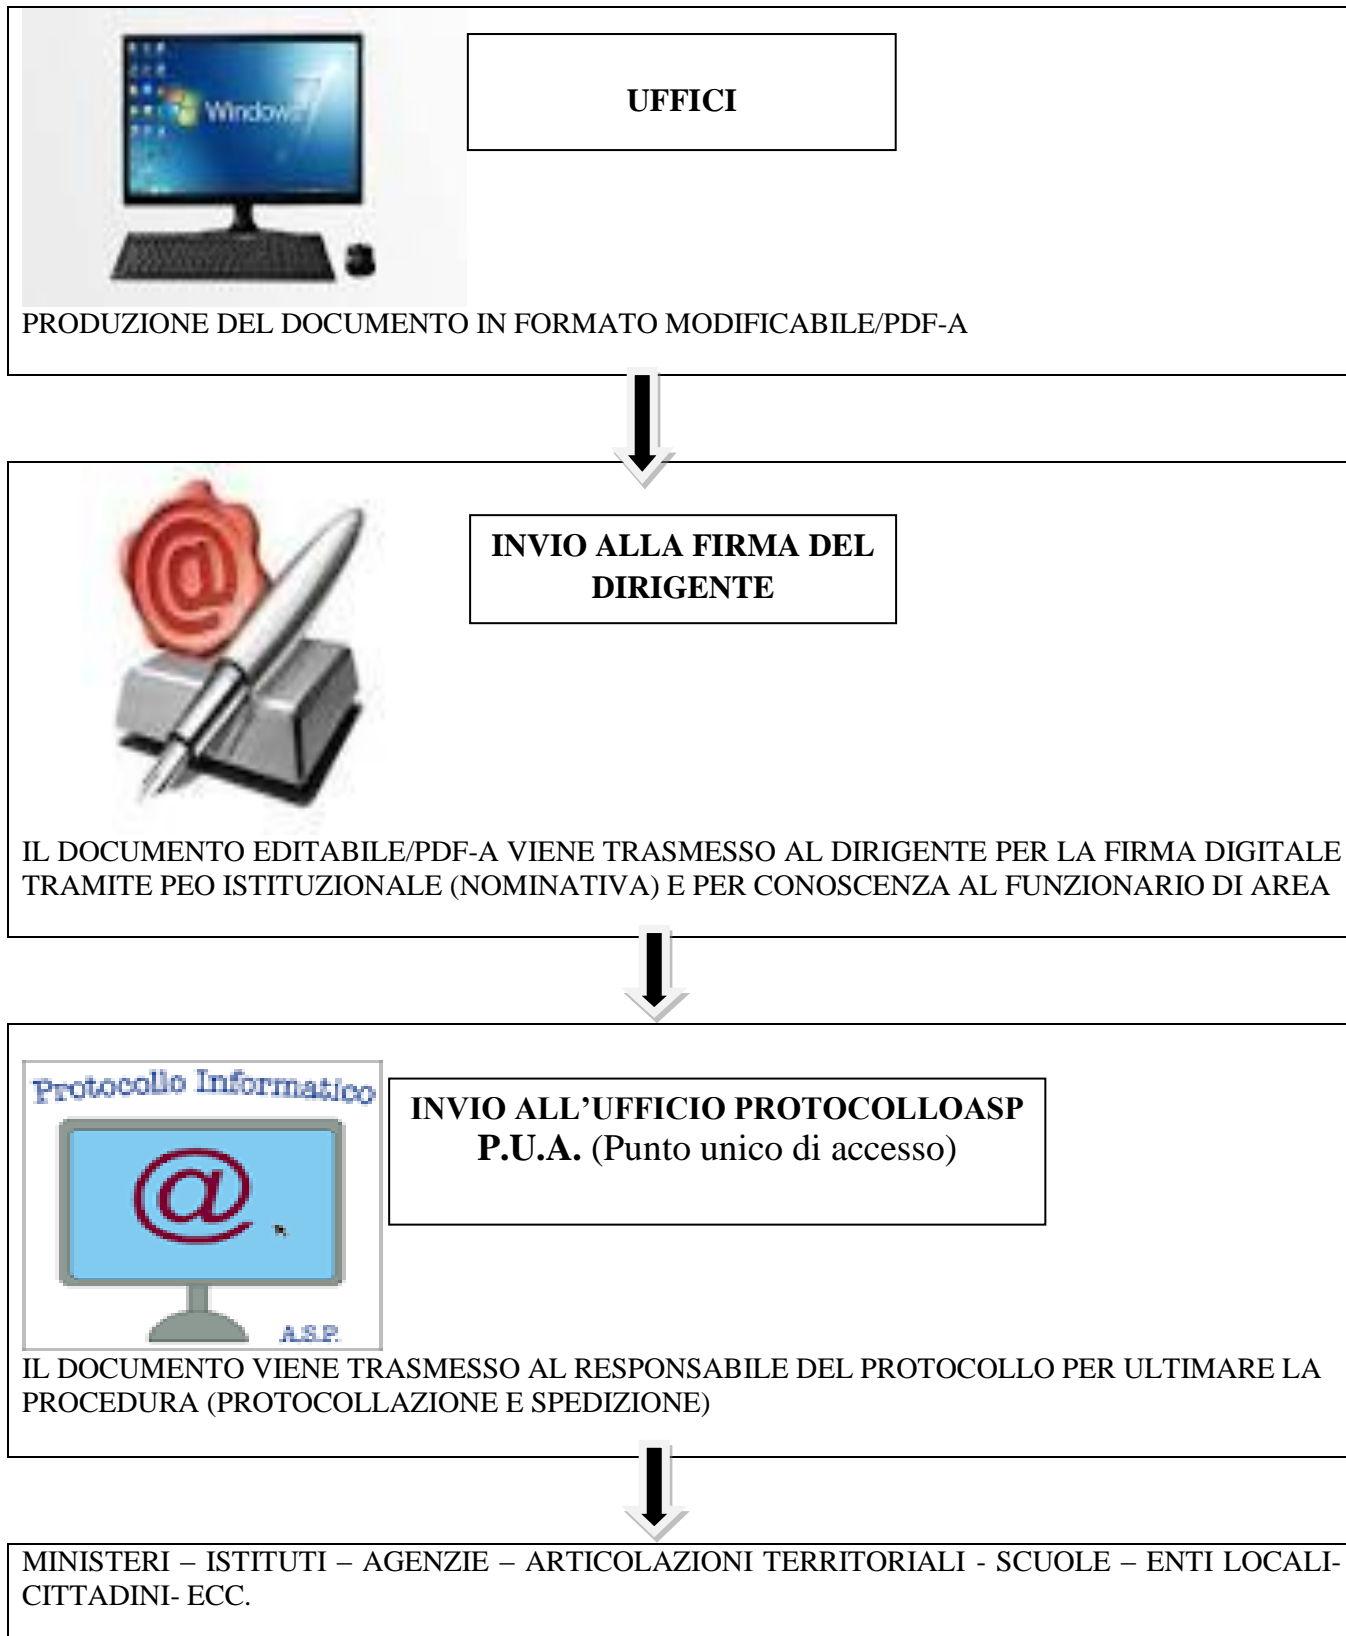 Windows 7
UFFICI
PRODUZIONE DEL DOCUMENTO IN FORMATO MODIFICABILE/PDF-A
INVIO ALLA FIRMA DEL
DIRIGENTE
IL DOCUMENTO EDITABILE/PDF-A VIENE TRASMESSO AL DIRIGENTE PER LA FIRMA DIGITALE
TRAMITE PEO ISTITUZIONALE (NOMINATIVA) E PER CONOSCENZA AL FUNZIONARIO DI AREA
Protocollo Informatico
@
A.S.P.
INVIO ALL’UFFICIO PROTOCOLLOASP
P.U.A. (Punto unico di accesso)
IL DOCUMENTO VIENE TRASMESSO AL RESPONSABILE DEL PROTOCOLLO PER ULTIMARE LA
PROCEDURA (PROTOCOLLAZIONE E SPEDIZIONE)
MINISTERI – ISTITUTI – AGENZIE – ARTICOLAZIONI TERRITORIALI - SCUOLE – ENTI LOCALI-
CITTADINI- ECC.